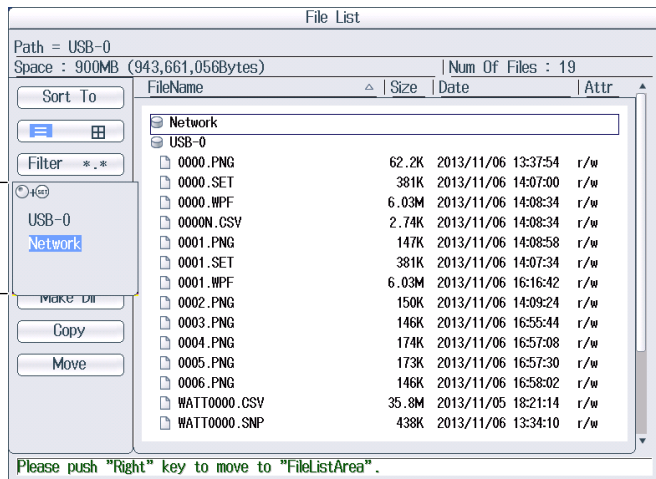 File List
Path = USB-0
Space : 900MB (943,661,056Bytes) Num Of Files : 19
Sort To
FileName Size Date Attr
Network
USB-0
Filter *.*
0000.PNG 62.2K 2013/11/06 13:37:54 r/w
0000.SET 381K 2013/11/06 14:07:00 r/w
0000.WPF 6.03M 2013/11/06 14:08:34 r/w
0000N.CSV 2.74K 2013/11/06 14:08:34 r/w
0001.PNG 147K 2013/11/06 14:08:58 r/w
0001.SET 381K 2013/11/06 14:07:34 r/w
0001.WPF 6.03M 2013/11/06 16:16:42 r/w
0002.PNG 150K 2013/11/06 14:09:24 r/w
0003.PNG 146K 2013/11/06 16:55:44 r/w
0004.PNG 174K 2013/11/06 16:57:08 r/w
0005.PNG 173K 2013/11/06 16:57:30 r/w
0006.PNG 146K 2013/11/06 16:58:02 r/w
WATT0000.CSV 35.8M 2013/11/05 18:21:14 r/w
WATT0000.SNP 438K 2013/11/06 13:34:10 r/w
+SET
USB-0
Network
Make Dir
Copy
Move
Please push "Right" key to move to "FileListArea".